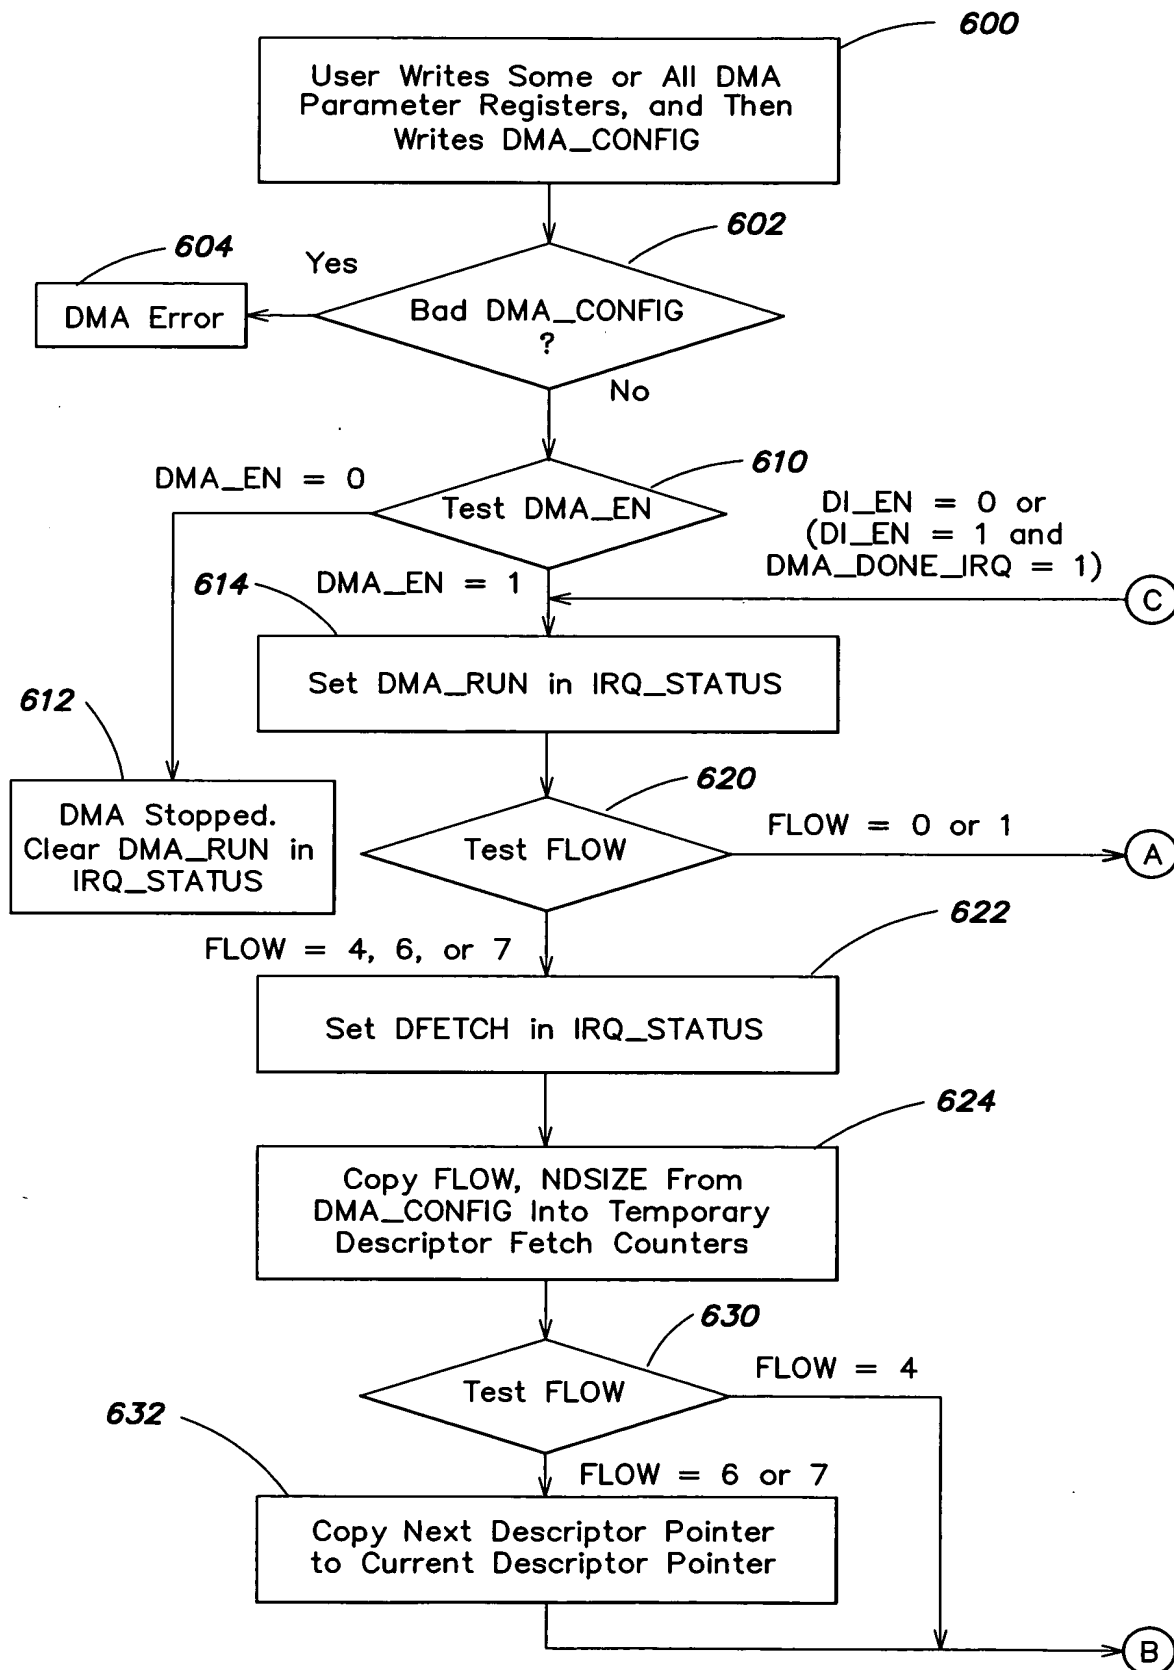 600
User Writes Some or All DMA
Parameter Registers, and Then
Writes DMA_CONFIG
602
604
Yes
DMA Error
Bad DMA_CONFIG
?
No
610
DMA_EN = 0
Test DMA_EN
DI_EN = 0 or
(DI_EN = 1 and
DMA_DONE_IRQ = 1)
614
DMA_EN = 1
C
Set DMA_RUN in IRQ_STATUS
612
620
DMA Stopped.
Clear DMA_RUN in
IRQ_STATUS
Test FLOW
FLOW = 0 or 1
A
622
FLOW = 4, 6, or 7
Set DFETCH in IRQ_STATUS
624
Copy FLOW, NDSIZE From
DMA_CONFIG Into Temporary
Descriptor Fetch Counters
630
FLOW = 4
Test FLOW
632
FLOW = 6 or 7
Copy Next Descriptor Pointer
to Current Descriptor Pointer
B